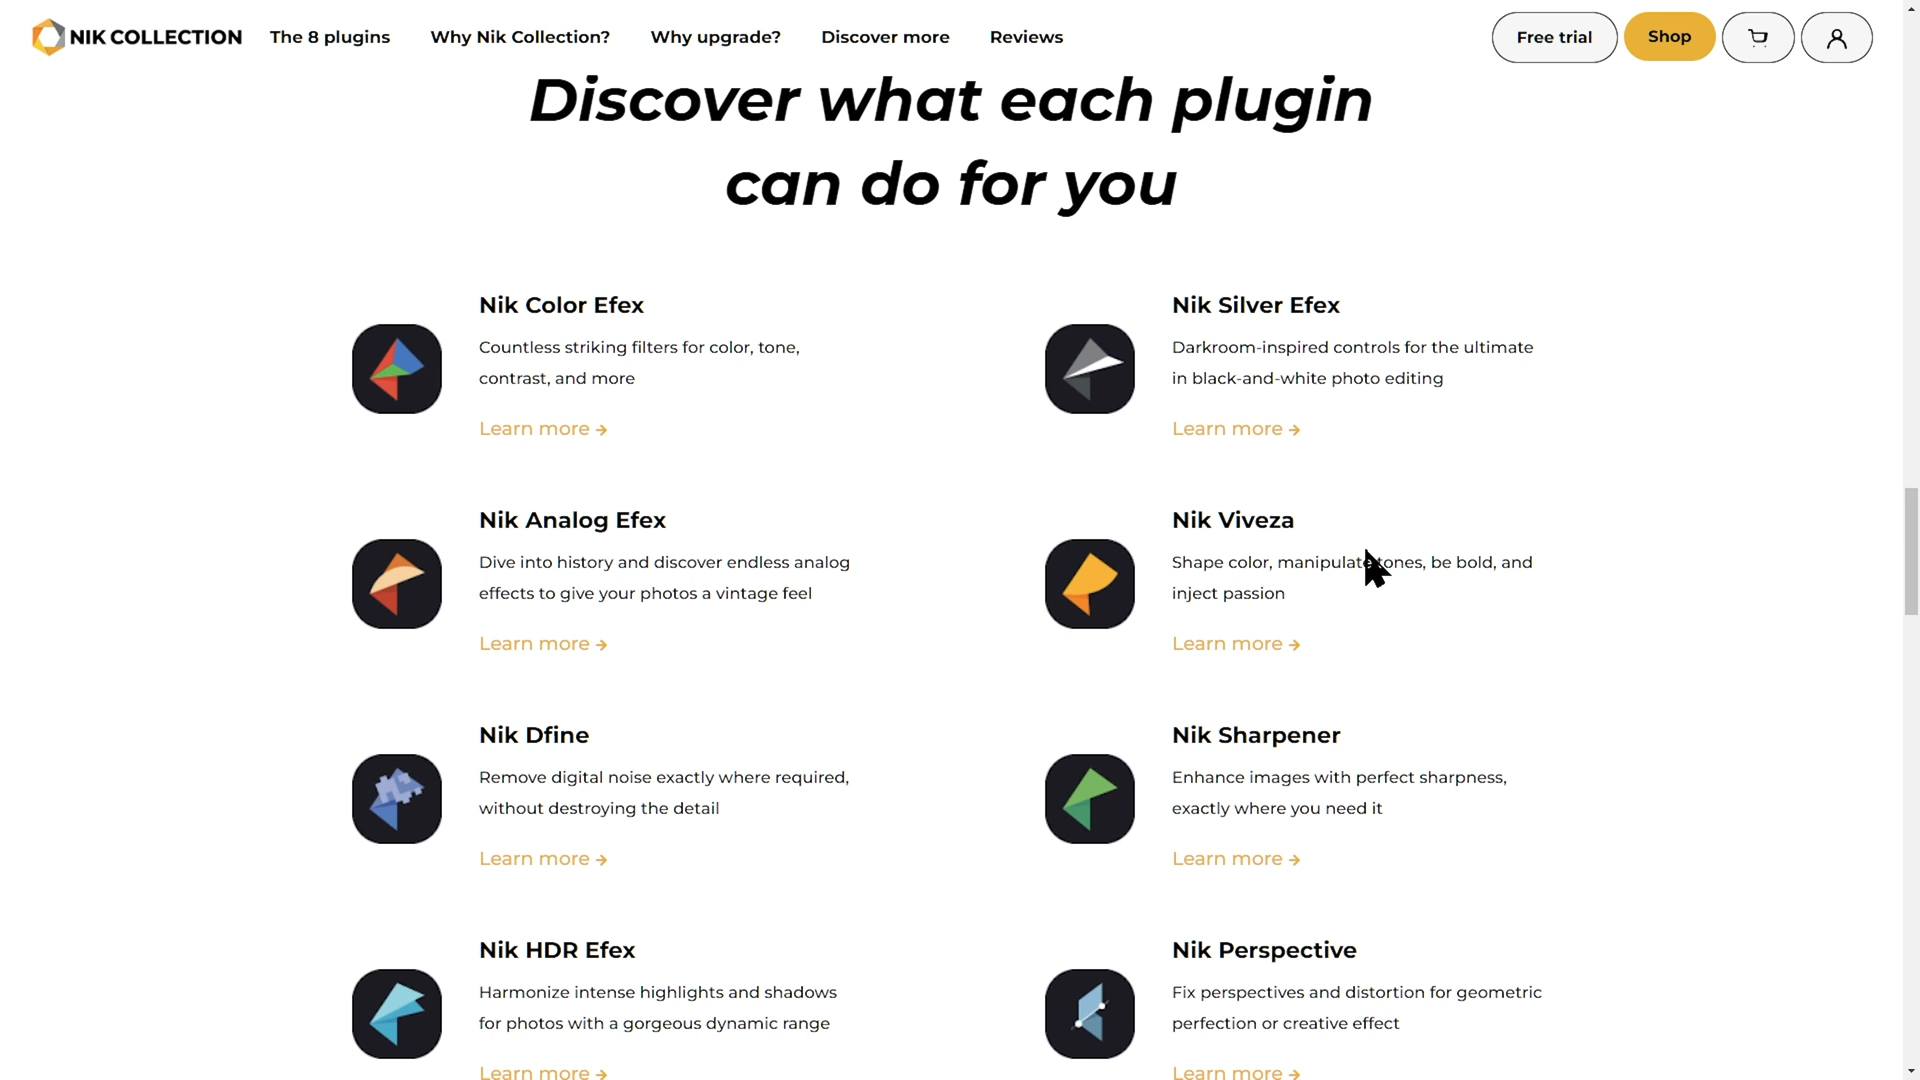 NIK COLLECTION
The 8 plugins
Why Nik Collection?
Why upgrade?
Discover more
Reviews
Free trial
Shop
Discover what each plugin
can do for you
Nik Color Efex
Countless striking filters for color, tone,
contrast, and more
Learn more →
Nik Silver Efex
Darkroom-inspired controls for the ultimate
in black-and-white photo editing
Learn more →
Nik Analog Efex
Dive into history and discover endless analog
effects to give your photos a vintage feel
Learn more →
Nik Viveza
Shape color, manipulate tones, be bold, and
inject passion
Learn more →
Nik Dfine
Remove digital noise exactly where required,
without destroying the detail
Learn more →
Nik Sharpener
Enhance images with perfect sharpness,
exactly where you need it
Learn more →
Nik HDR Efex
Harmonize intense highlights and shadows
for photos with a gorgeous dynamic range
Learn more →
Nik Perspective
Fix perspectives and distortion for geometric
perfection or creative effect
Learn more →